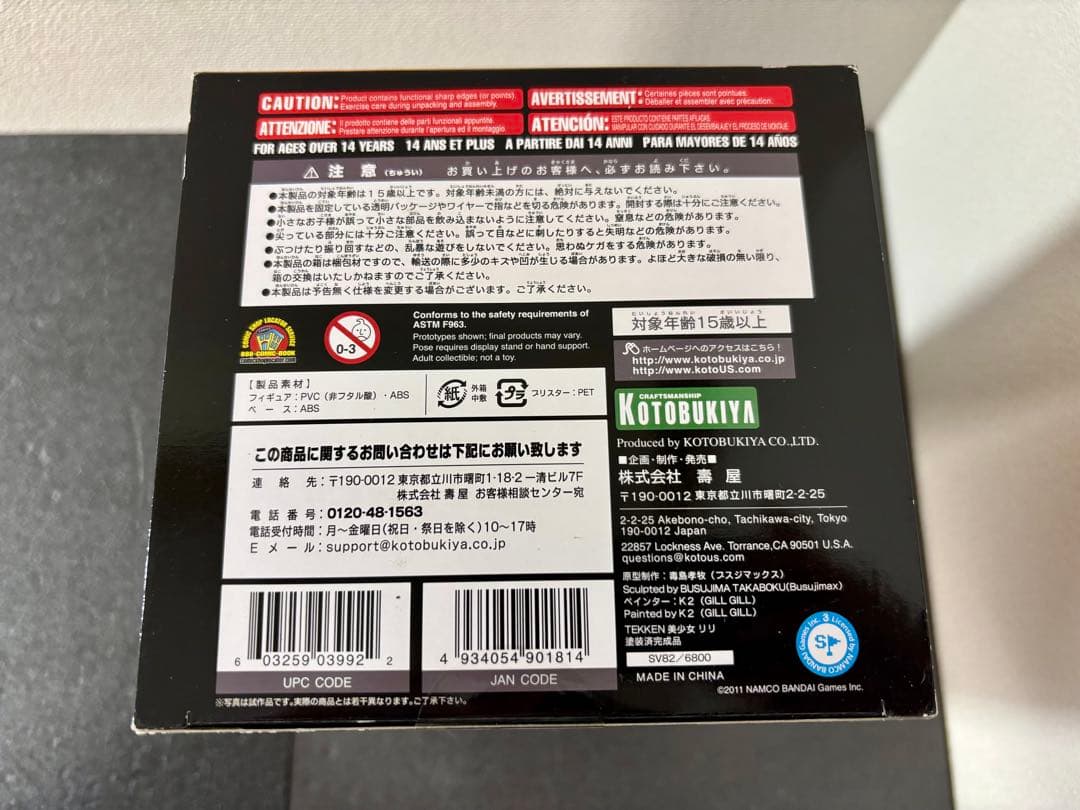 CAUTION: Product contains functional sharp edges (or points).
Exercise care during unpacking and assembly.
AVERTISSEMENT: Certaines pièces sont pointues.
Déballer et assembler avec précaution.
ATTENZIONE: Il prodotto contiene delle parti funzionali appuntite.
Prestare attenzione durante l'apertura ed il montaggio.
ATENCIÓN: ESTE PRODUCTO CONTIENE PARTES AFILADAS.
MANIPULAR CON CUIDADO DURANTE EL DESEMBALAJE Y EL PROCESO DE MONTAJE.
FOR AGES OVER 14 YEARS 14 ANS ET PLUS A PARTIRE DAI 14 ANNI PARA MAYORES DE 14 AÑOS
注意(ちゅうい) お買い上げのお客様へ、必ずお読み下さい。
●本製品の対象年齢は15歳以上です。対象年齢未満の方には、絶対に与えないでください。
●本製品を固定している透明パッケージやワイヤーで指などを切る危険があります。開封する際は十分にご注意ください。
●小さなお子様が誤って小さな部品を飲み込まないように注意してください。窒息などの危険があります。
●尖っている部分には十分ご注意ください。誤って目などに刺したりすると失明などの危険があります。
●ぶつけたり振り回すなどの、乱暴な遊びをしないでください。思わぬケガをする危険があります。
●本製品の箱は梱包材ですので、輸送の際に多少のキズや凹が生じる場合があります。よほど大きな破損の無い限り、
箱の交換はいたしかねますのでご了承ください。
●本製品は予告無く仕様を変更する場合がございます。ご了承ください。
COMIC SHOP LOCATOR SERVICE
888-COMIC-BOOK
comicshoplocator.com
0-3
Conforms to the safety requirements of
ASTM F963.
Prototypes shown; final products may vary.
Pose requires display stand or hand support.
Adult collectible; not a toy.
対象年齢15歳以上
ホームページへのアクセスはこちら!
http://www.kotobukiya.co.jp
http://www.kotoUS.com
【製品素材】
フィギュア:PVC(非フタル酸)・ABS
ベース:ABS
紙 外箱
中敷
プラ ブリスター:PET
CRAFTSMANSHIP
KOTOBUKIYA
Produced by KOTOBUKIYA CO.,LTD.
■企画・制作・発売■
株式会社 壽屋
〒190-0012 東京都立川市曙町2-2-25
2-2-25 Akebono-cho, Tachikawa-city, Tokyo
190-0012 Japan
22857 Lockness Ave. Torrance,CA 90501 U.S.A.
questions@kotous.com
この商品に関するお問い合わせは下記にお願い致します
連絡先:〒190-0012 東京都立川市曙町1-18-2 一清ビル7F
株式会社 壽屋 お客様相談センター宛
電話番号:0120-48-1563
電話受付時間:月～金曜日(祝日・祭日を除く)10～17時
Eメール:support@kotobukiya.co.jp
原型制作:毒島孝牧(ブスジマックス)
Sculpted by BUSUJIMA TAKABOKU(Busujimax)
ペインター:K2(GILL GILL)
Painted by K2 (GILL GILL)
TEKKEN 美少女 リリ
塗装済完成品
SV82/6800
MADE IN CHINA
Licensed by NAMCO BANDAI Games Inc. 3
SP
©2011 NAMCO BANDAI Games Inc.
6 03259 03992 2
UPC CODE
4 934054 901814
JAN CODE
※写真は試作品です。実際の商品とは若干異なります。ご了承下さい。